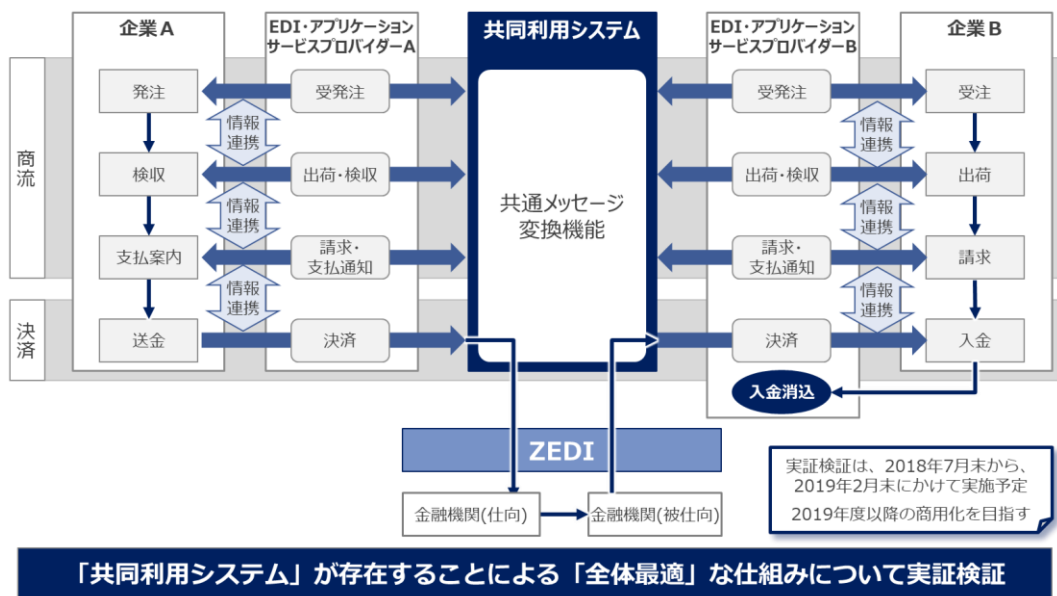 企業A
EDI・アプリケーション
サービスプロバイダーA
共同利用システム
EDI・アプリケーション
サービスプロバイダーB
企業B
商流
発注
受発注
受発注
受注
情報
連携
情報
連携
検収
出荷・検収
出荷・検収
出荷
共通メッセージ
変換機能
情報
連携
情報
連携
支払案内
請求・
支払通知
請求・
支払通知
請求
情報
連携
情報
連携
決済
送金
決済
決済
入金
入金消込
ZEDI
金融機関(仕向)
金融機関(被仕向)
実証検証は、2018年7月末から、
2019年2月末にかけて実施予定
2019年度以降の商用化を目指す
「共同利用システム」が存在することによる「全体最適」な仕組みについて実証検証